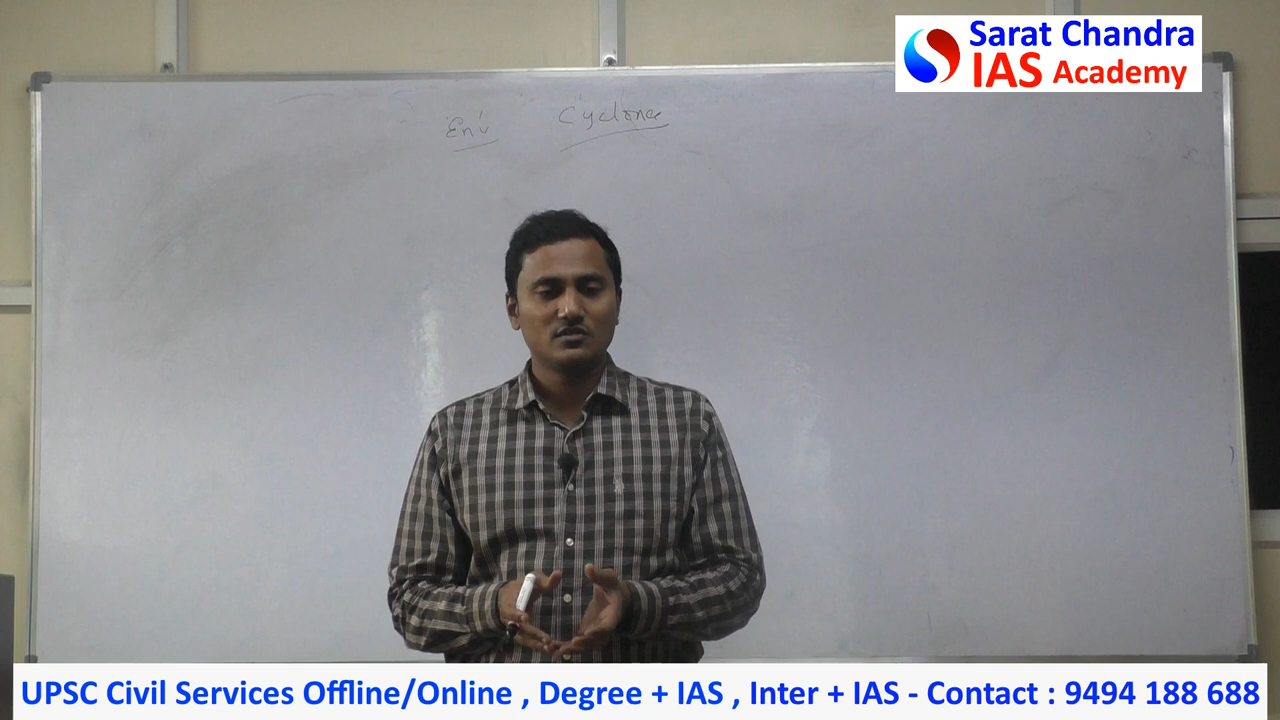 Sarat Chandra
IAS Academy
Env Cyclones
UPSC Civil Services Offline/Online , Degree + IAS , Inter + IAS - Contact : 9494 188 688